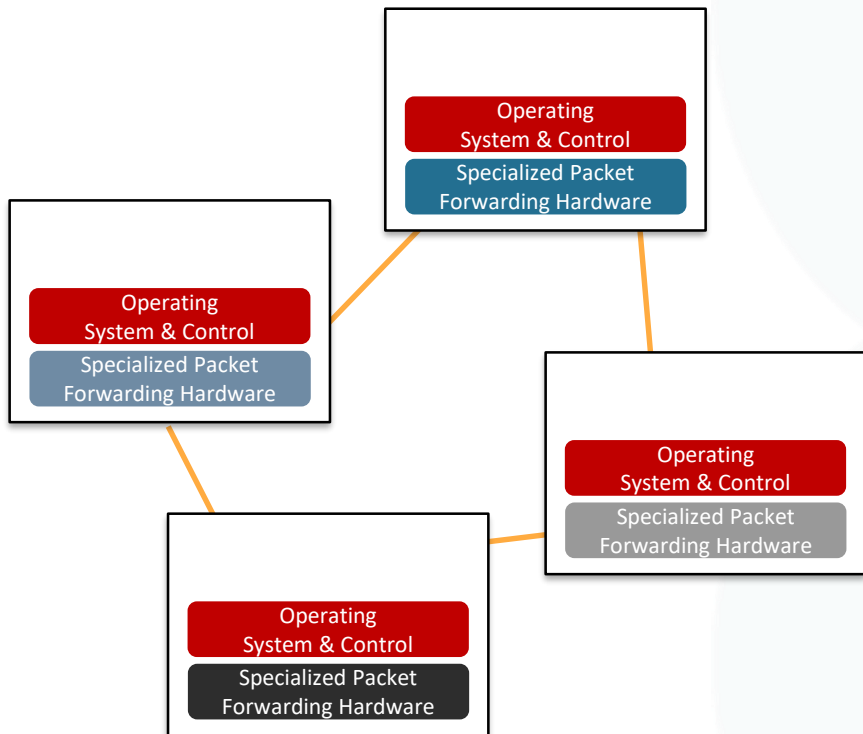 Operating
System & Control
Specialized Packet
Forwarding Hardware
Operating
System & Control
Specialized Packet
Forwarding Hardware
Operating
System & Control
Specialized Packet
Forwarding Hardware
Operating
System & Control
Specialized Packet
Forwarding Hardware